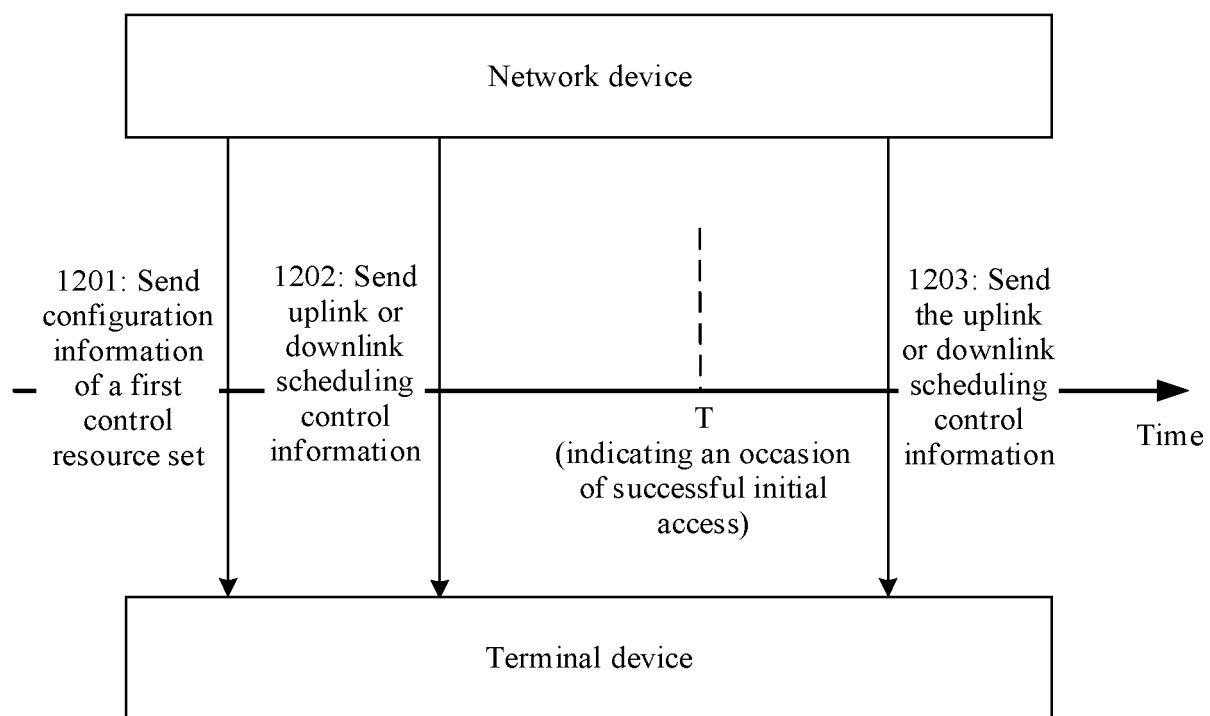 Network device
1201: Send
configuration
information
of a first
control
resource set
1202: Send
uplink or
downlink
scheduling
control
information
T
(indicating an occasion
of successful initial
access)
1203: Send
the uplink
or downlink
scheduling
control
information
Time
Terminal device